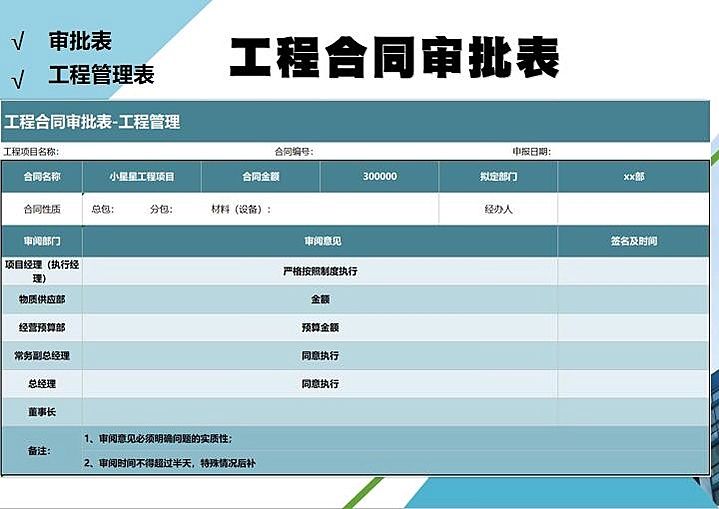 √ 审批表
√ 工程管理表
工程合同审批表
工程合同审批表-工程管理
工程项目名称: 合同编号: 申报日期:
合同名称 小星星工程项目 合同金额 300000 拟定部门 xx部
合同性质 总包: 分包: 材料（设备）: 经办人
审阅部门 审阅意见 签名及时间
项目经理（执行经
理） 严格按照制度执行
物质供应部 金额
经营预算部 预算金额
常务副总经理 同意执行
总经理 同意执行
董事长
备注:
1、审阅意见必须明确问题的实质性;
2、审阅时间不得超过半天，特殊情况后补